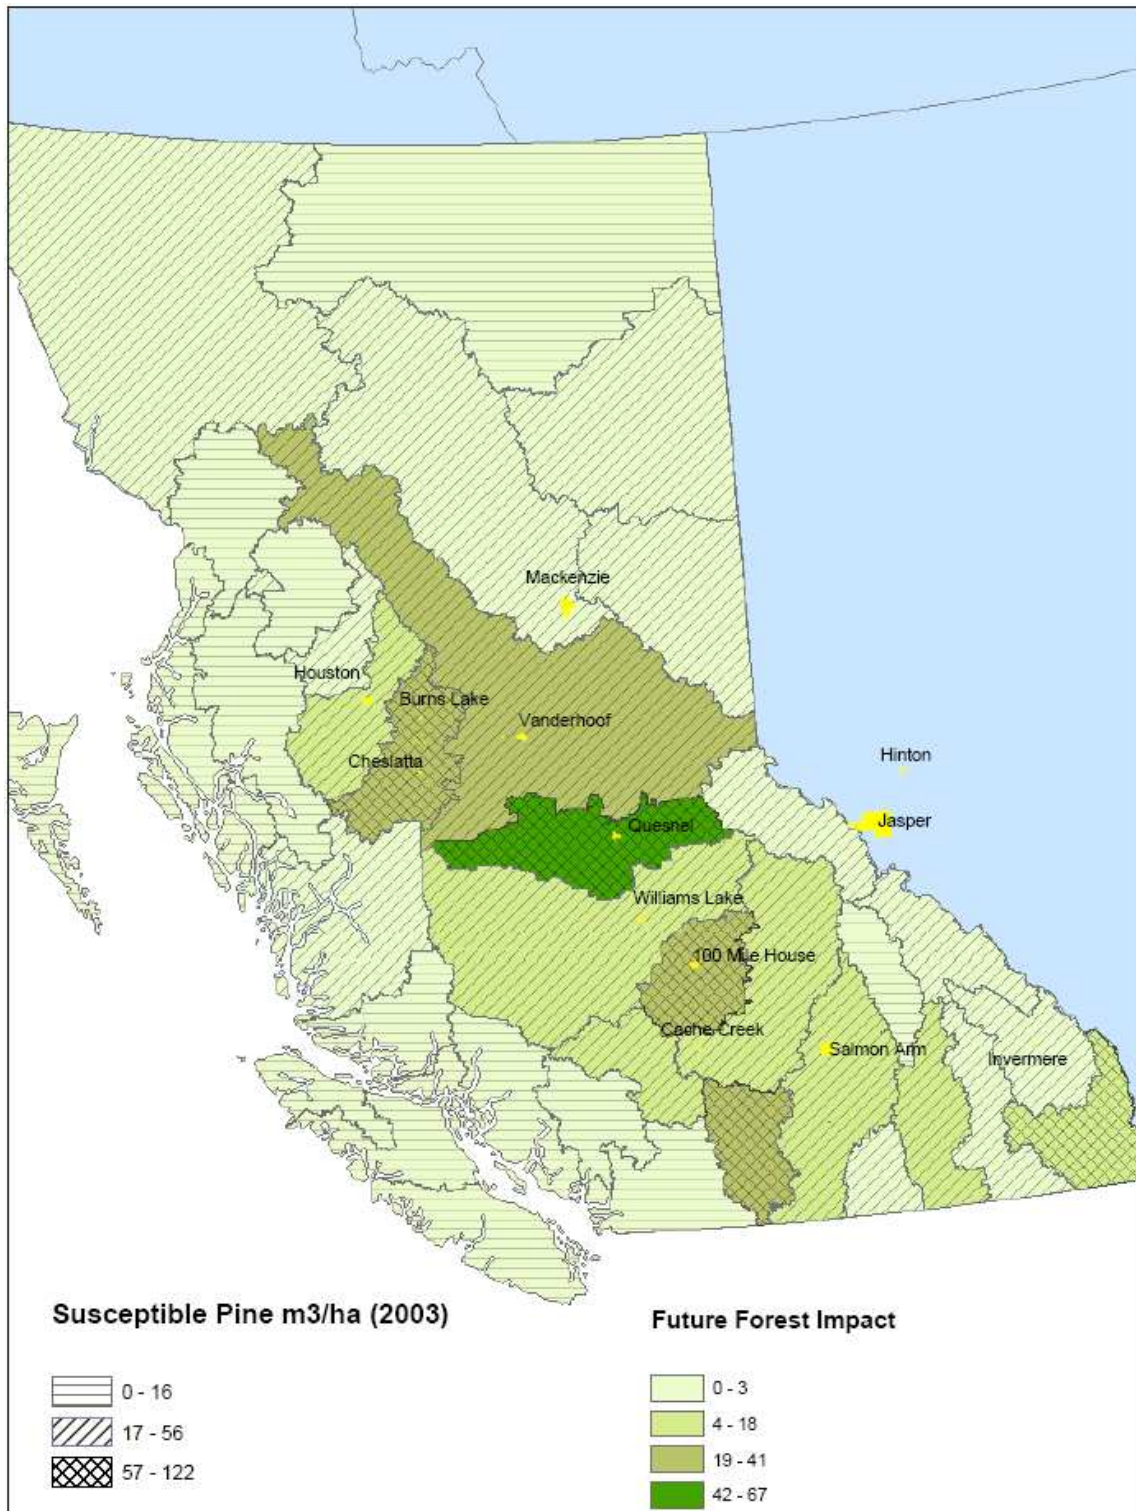 Mackenzie
Houston
Burns Lake
Vanderhoof
Cheslatta
Hinton
Jasper
Quesnel
Williams Lake
100 Mile House
Cache Creek
Salmon Arm
Invermere
Susceptible Pine m3/ha (2003)
0 - 16
17 - 56
57 - 122
Future Forest Impact
0 - 3
4 - 18
19 - 41
42 - 67